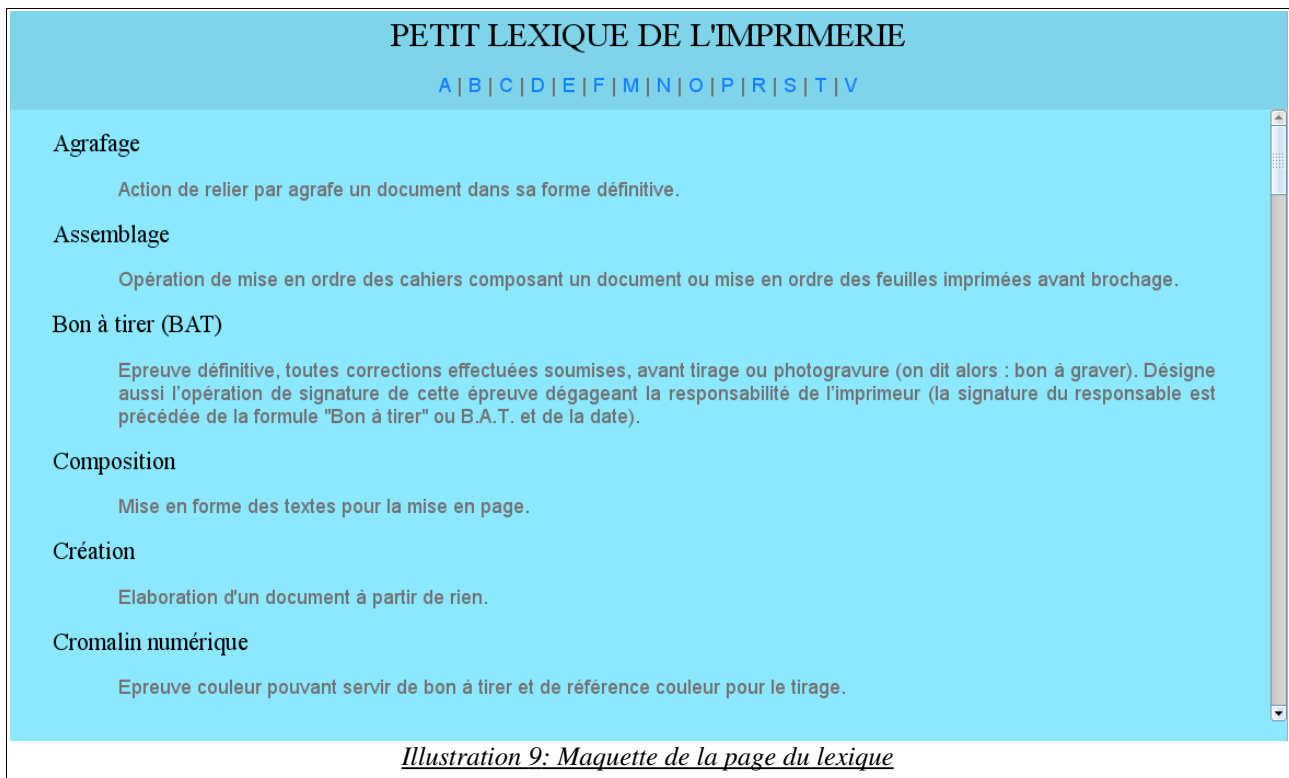 PETIT LEXIQUE DE L'IMPRIMERIE
A | B | C | D | E | F | M | N | O | P | R | S | T | V
Agrafage
Action de relier par agrafe un document dans sa forme définitive.
Assemblage
Opération de mise en ordre des cahiers composant un document ou mise en ordre des feuilles imprimées avant brochage.
Bon à tirer (BAT)
Epreuve définitive, toutes corrections effectuées soumises, avant tirage ou photogravure (on dit alors : bon à graver). Désigne
aussi l'opération de signature de cette épreuve dégageant la responsabilité de l'imprimeur (la signature du responsable est
précédée de la formule "Bon à tirer" ou B.A.T. et de la date).
Composition
Mise en forme des textes pour la mise en page.
Création
Elaboration d'un document à partir de rien.
Cromalin numérique
Epreuve couleur pouvant servir de bon à tirer et de référence couleur pour le tirage.
Illustration 9: Maquette de la page du lexique